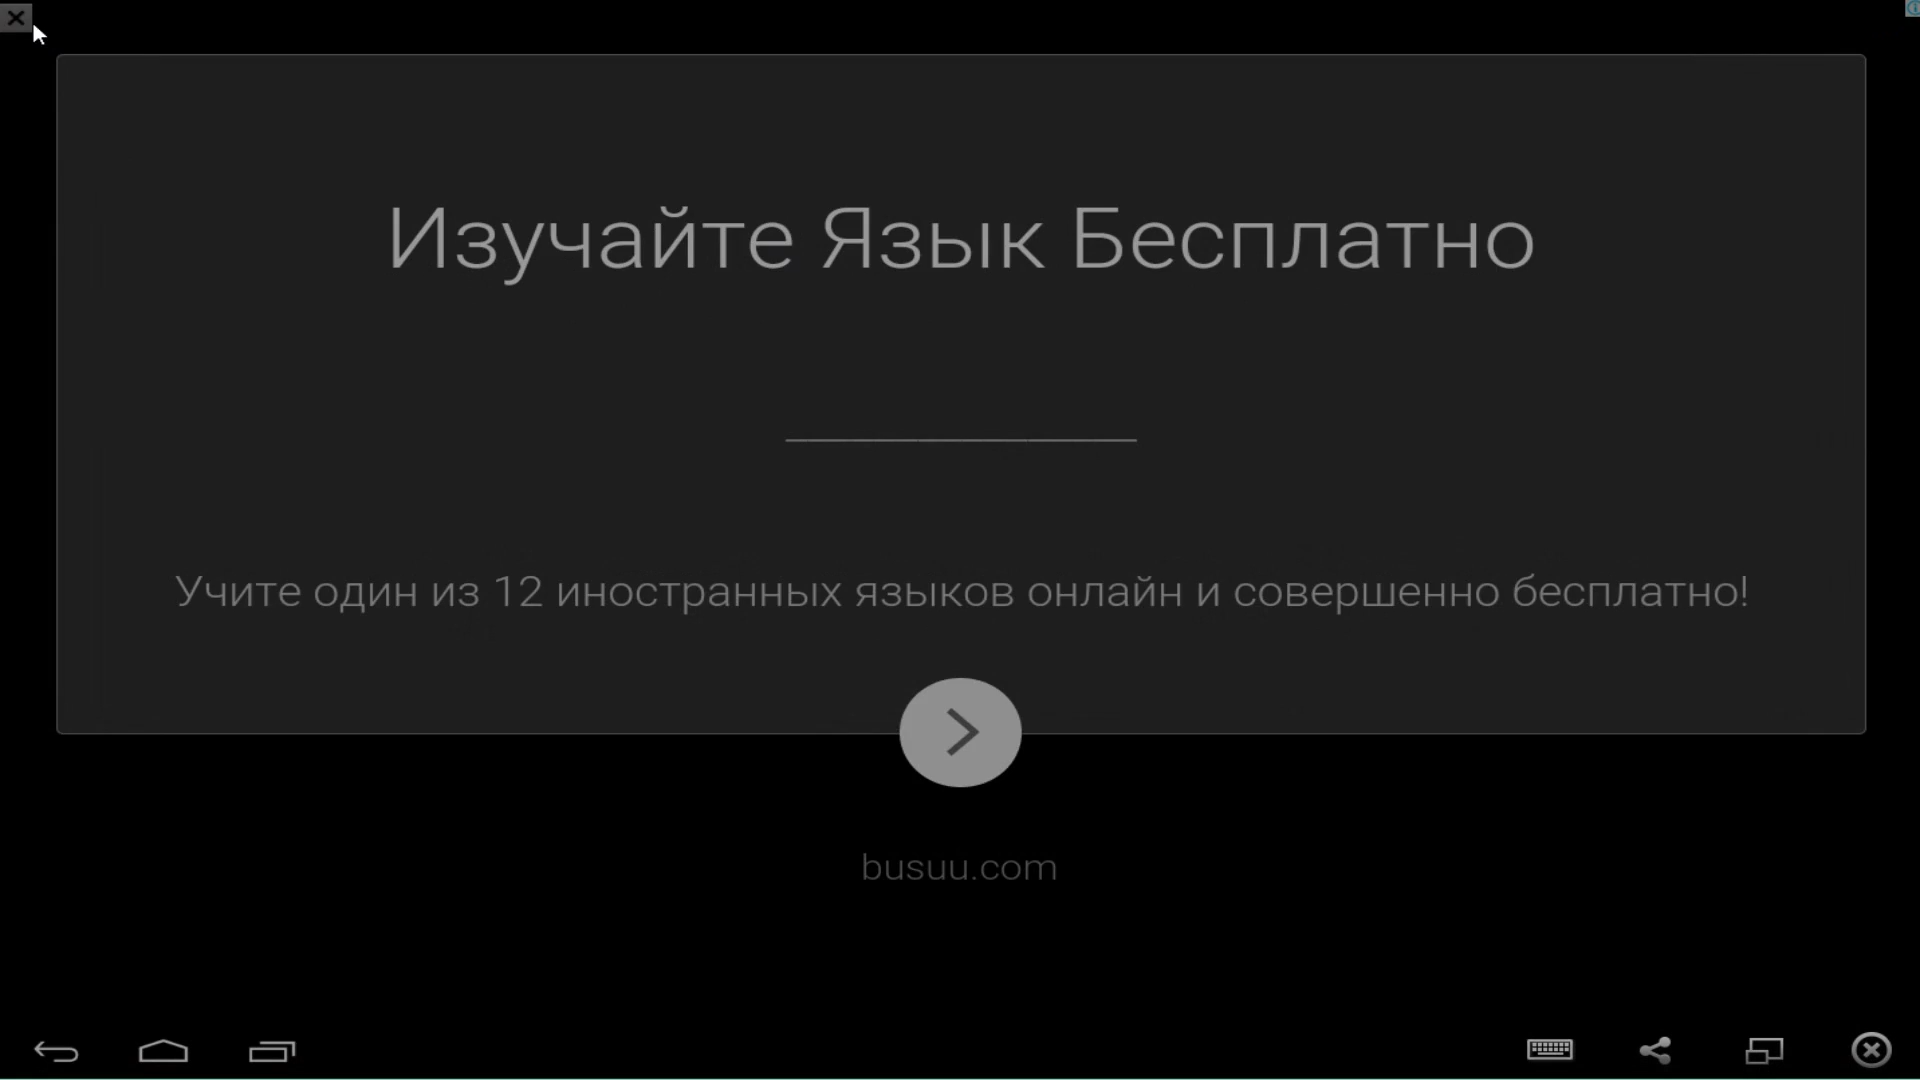 Изучайте Язык Бесплатно
Учите один из 12 иностранных языков онлайн и совершенно бесплатно!
busuu.com